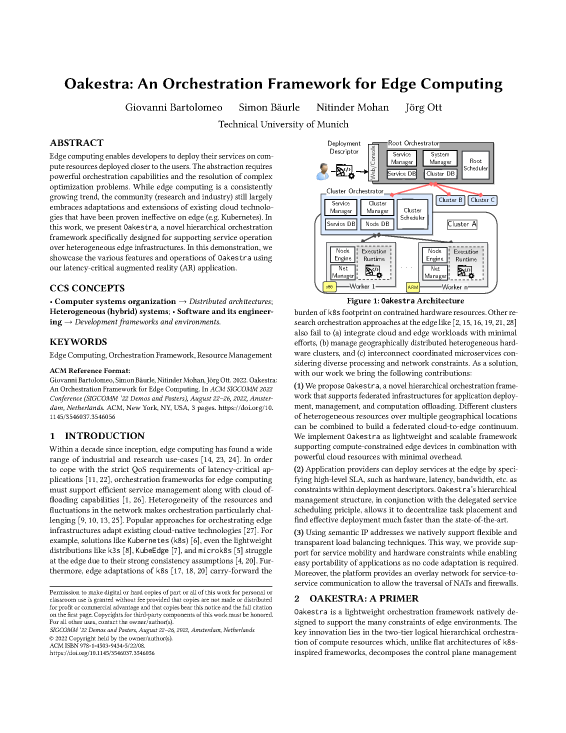 Oakestra: An Orchestration Framework for Edge Computing
Giovanni Bartolomeo Simon Bäurle Nitinder Mohan Jörg Ott
Technical University of Munich
ABSTRACT
Edge computing enables developers to deploy their services on com-
pute resources deployed closer to the users. The abstraction requires
powerful orchestration capabilities and the resolution of complex
optimization problems. While edge computing is a consistently
growing trend, the community (research and industry) still largely
embraces adaptations and extensions of existing cloud technolo-
gies that have been proven ineffective on edge (e.g. Kubernetes). In
this work, we present Oakestra, a novel hierarchical orchestration
framework specifically designed for supporting service operation
over heterogeneous edge infrastructures. In this demonstration, we
showcase the various features and operations of Oakestra using
our latency-critical augmented reality (AR) application.
CCS CONCEPTS
• Computer systems organization → Distributed architectures;
Heterogeneous (hybrid) systems; • Software and its engineer-
ing → Development frameworks and environments.
KEYWORDS
Edge Computing, Orchestration Framework, Resource Management
ACM Reference Format:
Giovanni Bartolomeo, Simon Bäurle, Nitinder Mohan, Jörg Ott. 2022. Oakestra:
An Orchestration Framework for Edge Computing. In ACM SIGCOMM 2022
Conference (SIGCOMM '22 Demos and Posters), August 22–26, 2022, Amster-
dam, Netherlands. ACM, New York, NY, USA, 3 pages. https://doi.org/10.
1145/3546037.3546056
1 INTRODUCTION
Within a decade since inception, edge computing has found a wide
range of industrial and research use-cases [14, 23, 24]. In order
to cope with the strict QoS requirements of latency-critical ap-
plications [11, 22], orchestration frameworks for edge computing
must support efficient service management along with cloud of-
floading capabilities [1, 26]. Heterogeneity of the resources and
fluctuations in the network makes orchestration particularly chal-
lenging [9, 10, 13, 25]. Popular approaches for orchestrating edge
infrastructures adapt existing cloud-native technologies [27]. For
example, solutions like Kubernetes (k8s) [6], even the lightweight
distributions like k3s [8], KubeEdge [7], and microk8s [5] struggle
at the edge due to their strong consistency assumptions [4, 20]. Fur-
thermore, edge adaptations of k8s [17, 18, 20] carry-forward the
Permission to make digital or hard copies of part or all of this work for personal or
classroom use is granted without fee provided that copies are not made or distributed
for profit or commercial advantage and that copies bear this notice and the full citation
on the first page. Copyrights for third-party components of this work must be honored.
For all other uses, contact the owner/author(s).
SIGCOMM '22 Demos and Posters, August 22–26, 2022, Amsterdam, Netherlands
© 2022 Copyright held by the owner/author(s).
ACM ISBN 978-1-4503-9434-5/22/08.
https://doi.org/10.1145/3546037.3546056
Deployment
Descriptor
Web/Console
Root Orchestrator
Service
Manager
System
Manager
Root
Scheduler
Service DB
Cluster DB
Cluster Orchestrator
Service
Manager
Cluster
Manager
Cluster
Scheduler
Service DB
Node DB
Cluster B
Cluster C
Cluster A
Node
Engine
Execution
Runtime
Net
Manager
x86
Worker 1
. . .
Node
Engine
Execution
Runtime
Net
Manager
ARM
Worker n
Figure 1: Oakestra Architecture
burden of k8s footprint on contrained hardware resources. Other re-
search orchestration approaches at the edge like [2, 15, 16, 19, 21, 28]
also fail to (a) integrate cloud and edge workloads with minimal
efforts, (b) manage geographically distributed heterogeneous hard-
ware clusters, and (c) interconnect coordinated microservices con-
sidering diverse processing and network constraints. As a solution,
with our work we bring the following contributions:
(1) We propose Oakestra, a novel hierarchical orchestration frame-
work that supports federated infrastructures for application deploy-
ment, management, and computation offloading. Different clusters
of heterogeneous resources over multiple geographical locations
can be combined to build a federated cloud-to-edge continuum.
We implement Oakestra as lightweight and scalable framework
supporting compute-constrained edge devices in combination with
powerful cloud resources with minimal overhead.
(2) Application providers can deploy services at the edge by speci-
fying high-level SLA, such as hardware, latency, bandwidth, etc. as
constraints within deployment descriptors. Oakestra's hierarchical
management structure, in conjunction with the delegated service
scheduling priciple, allows it to decentralize task placement and
find effective deployment much faster than the state-of-the-art.
(3) Using semantic IP addresses we natively support flexible and
transparent load balancing techniques. This way, we provide sup-
port for service mobility and hardware constraints while enabling
easy portability of applications as no code adaptation is required.
Moreover, the platform provides an overlay network for service-to-
service communication to allow the traversal of NATs and firewalls.
2 OAKESTRA: A PRIMER
Oakestra is a lightweight orchestration framework natively de-
signed to support the many constraints of edge environments. The
key innovation lies in the two-tier logical hierarchical orchestra-
tion of compute resources which, unlike flat architectures of k8s-
inspired frameworks, decomposes the control plane management